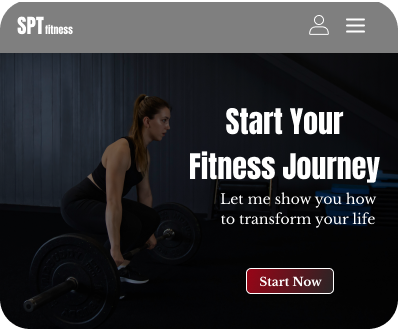 SPT fitness
Start Your
Fitness Journey
Let me show you how
to transform your life
Start Now